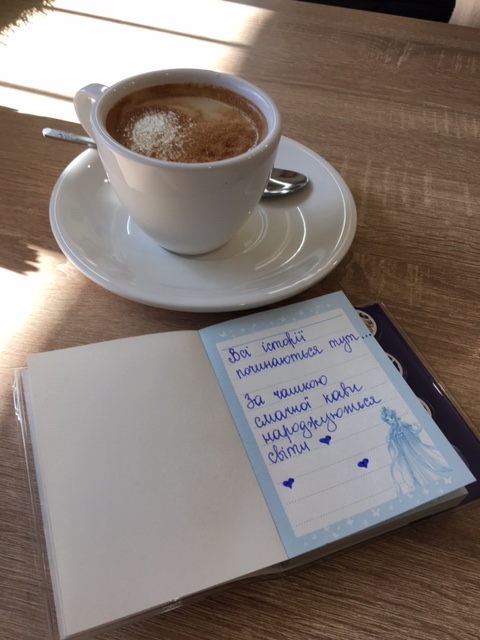 Всі історії
починаються тут...
За чашкою
смачної кави
народжуються
світи